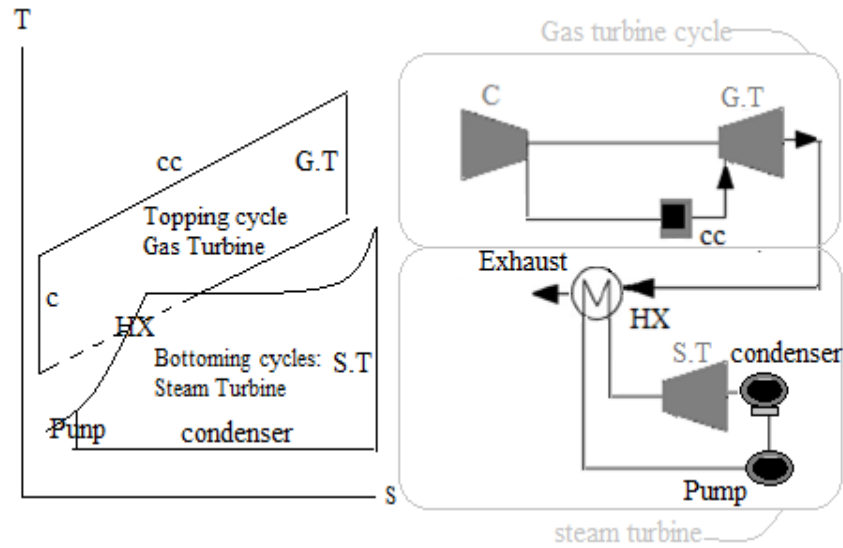 T
cc
G.T
Topping cycle
Gas Turbine
c
HX
Bottoming cycles:
Steam Turbine
S.T
Punp
condenser
s
Gas turbine cycle
C
G.T
cc
Exhaust
HX
S.T
condenser
Pump
steam turbine